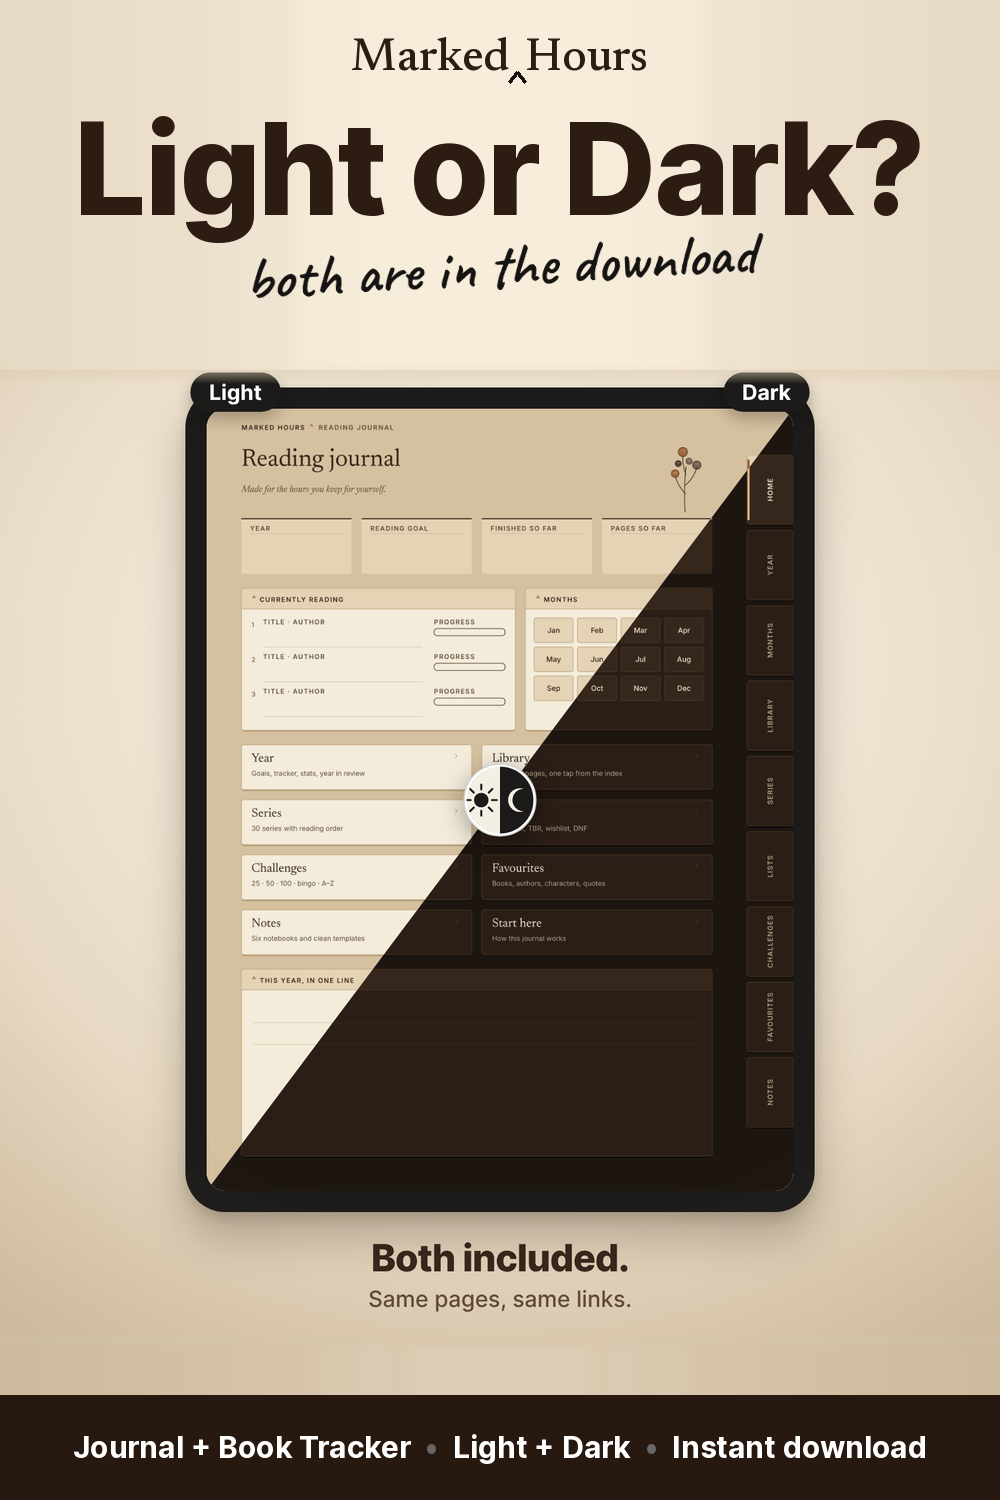 Marked ^ Hours
Light or Dark?
both are in the download
Light
Dark
MARKED HOURS ^ READING JOURNAL
Reading journal
Made for the hours you keep for yourself.
YEAR
READING GOAL
FINISHED SO FAR
PAGES SO FAR
^ CURRENTLY READING
1 TITLE · AUTHOR PROGRESS
2 TITLE · AUTHOR PROGRESS
3 TITLE · AUTHOR PROGRESS
^ MONTHS
Jan Feb Mar Apr
May Jun Jul Aug
Sep Oct Nov Dec
Year
Goals, tracker, stats, year in review
Library
pages, one tap from the index
Series
30 series with reading order
TBR, wishlist, DNF
Challenges
25 · 50 · 100 · bingo · A–Z
Favourites
Books, authors, characters, quotes
Notes
Six notebooks and clean templates
Start here
How this journal works
^ THIS YEAR, IN ONE LINE
HOME
YEAR
MONTHS
LIBRARY
SERIES
LISTS
CHALLENGES
FAVOURITES
NOTES
Both included.
Same pages, same links.
Journal + Book Tracker • Light + Dark • Instant download